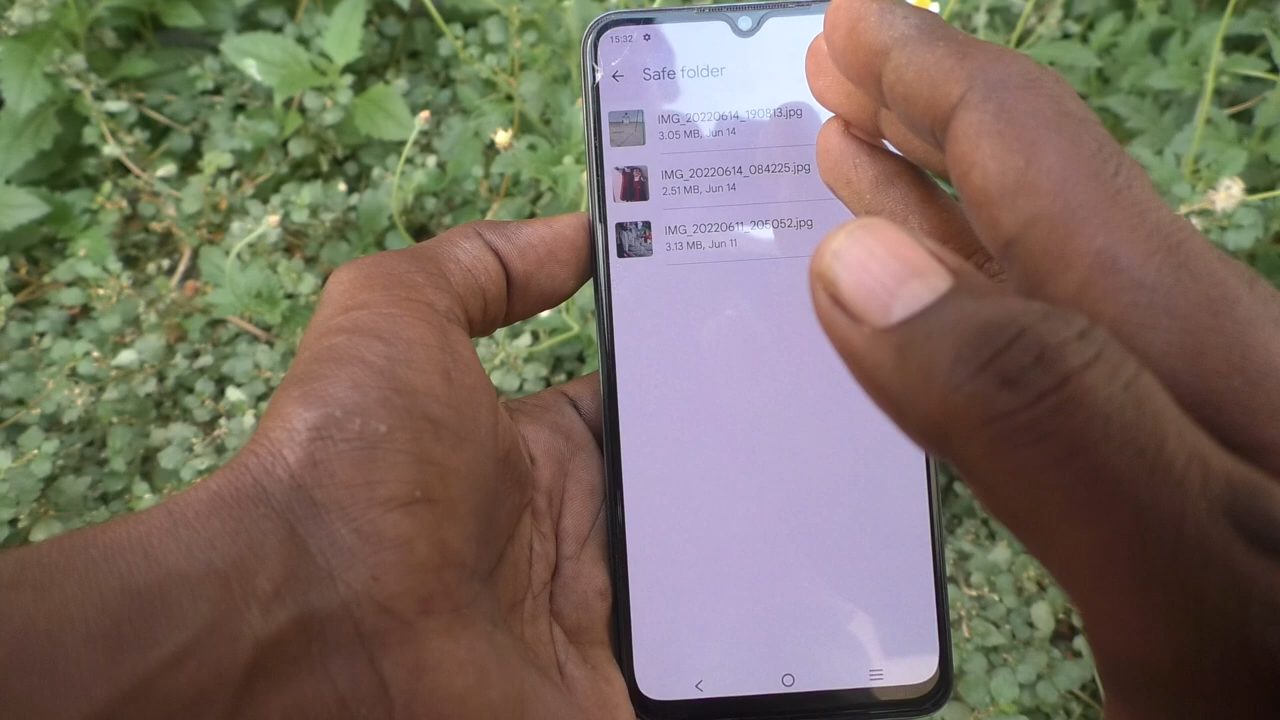 15:32
Safe folder
IMG_20220614_190813.jpg
3.05 MB, Jun 14
IMG_20220614_084225.jpg
2.51 MB, Jun 14
IMG_20220611_205052.jpg
3.13 MB, Jun 11